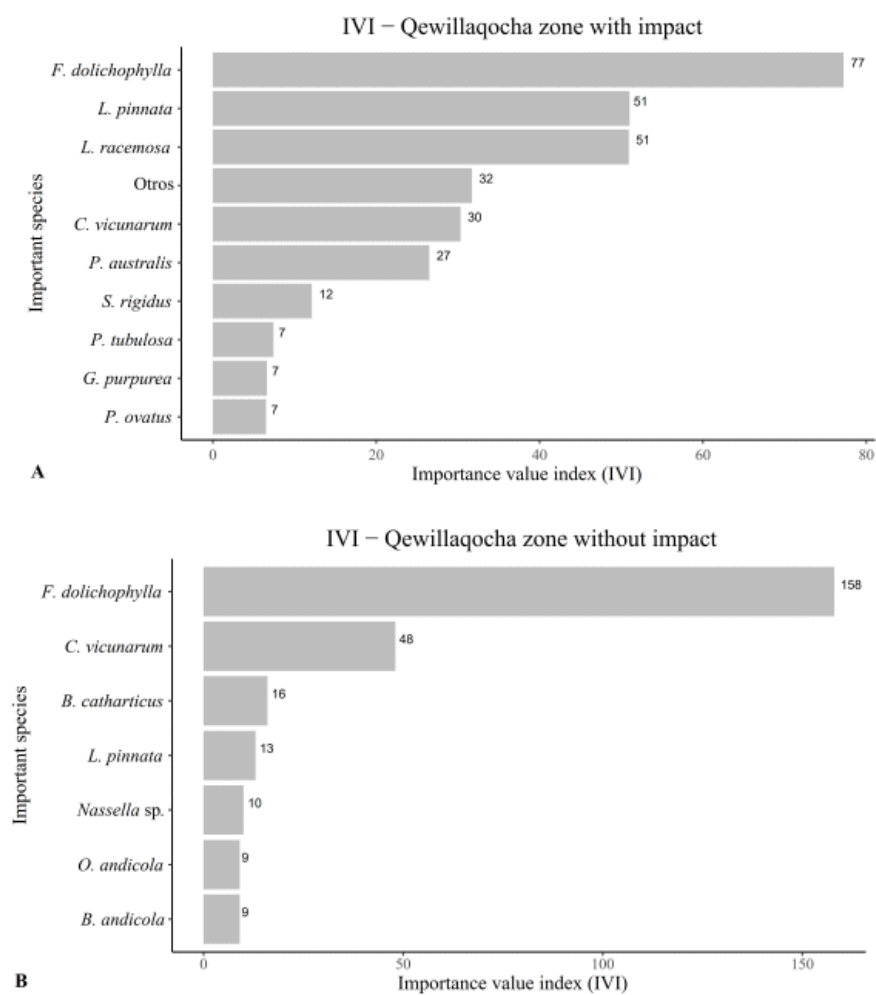 IVI − Qewillaqocha zone with impact
Important species
F. dolichophylla 77
L. pinnata 51
L. racemosa 51
Otros 32
C. vicunarum 30
P. australis 27
S. rigidus 12
P. tubulosa 7
G. purpurea 7
P. ovatus 7
0 20 40 60 80
Importance value index (IVI)
A
IVI − Qewillaqocha zone without impact
Important species
F. dolichophylla 158
C. vicunarum 48
B. catharticus 16
L. pinnata 13
Nassella sp. 10
O. andicola 9
B. andicola 9
0 50 100 150
Importance value index (IVI)
B